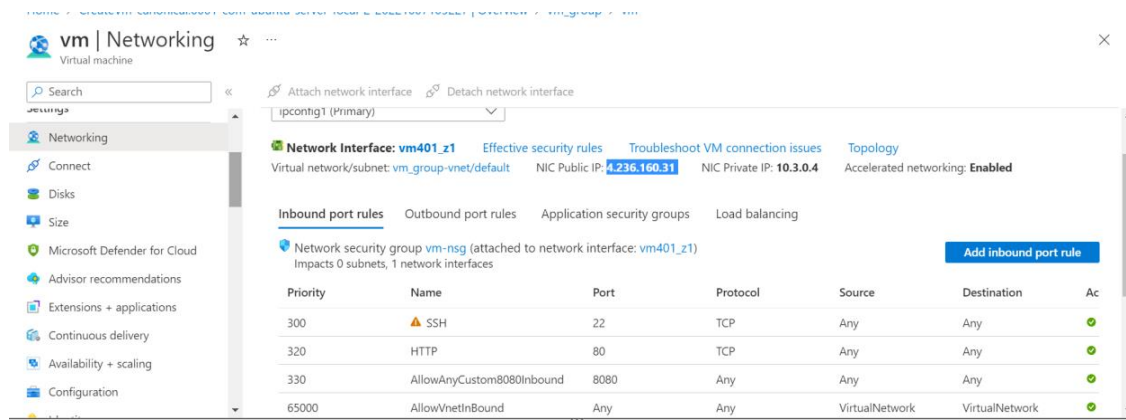 vm | Networking
Virtual machine
Search
Attach network interface
Detach network interface
Settings
ipconfig1 (Primary)
Networking
Connect
Disks
Size
Microsoft Defender for Cloud
Advisor recommendations
Extensions + applications
Continuous delivery
Availability + scaling
Configuration
Network Interface: vm401_z1 Effective security rules Troubleshoot VM connection issues Topology
Virtual network/subnet: vm_group-vnet/default NIC Public IP: 4.236.160.31 NIC Private IP: 10.3.0.4 Accelerated networking: Enabled
Inbound port rules Outbound port rules Application security groups Load balancing
Network security group vm-nsg (attached to network interface: vm401_z1)
Impacts 0 subnets, 1 network interfaces
Add inbound port rule
Priority Name Port Protocol Source Destination Ac
300 SSH 22 TCP Any Any
320 HTTP 80 TCP Any Any
330 AllowAnyCustom8080Inbound 8080 Any Any Any
65000 AllowVnetInBound Any Any VirtualNetwork VirtualNetwork